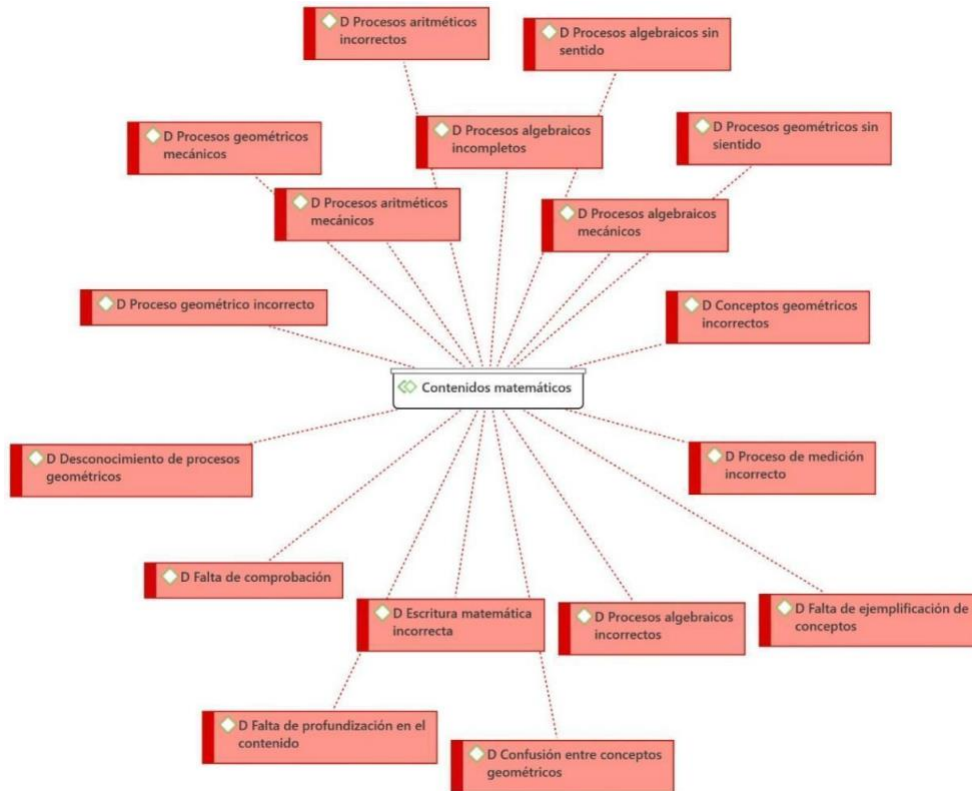 D Procesos aritméticos
incorrectos
D Procesos algebraicos sin
sentido
D Procesos geométricos
mecánicos
D Procesos algebraicos
incompletos
D Procesos geométricos sin
sientido
D Procesos aritméticos
mecánicos
D Procesos algebraicos
mecánicos
D Proceso geométrico incorrecto
D Conceptos geométricos
incorrectos
Contenidos matemáticos
D Desconocimiento de procesos
geométricos
D Proceso de medición
incorrecto
D Falta de comprobación
D Escritura matemática
incorrecta
D Procesos algebraicos
incorrectos
D Falta de ejemplificación de
conceptos
D Falta de profundización en el
contenido
D Confusión entre conceptos
geométricos